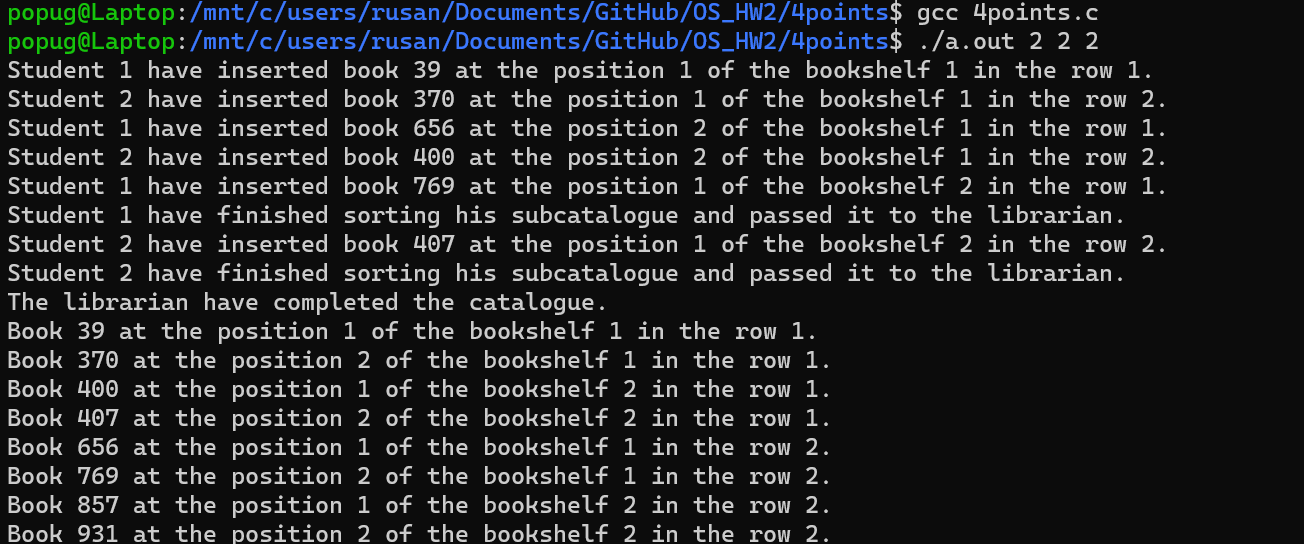 popug@Laptop:/mnt/c/users/rusan/Documents/GitHub/OS_HW2/4points$ gcc 4points.c
popug@Laptop:/mnt/c/users/rusan/Documents/GitHub/OS_HW2/4points$ ./a.out 2 2 2
Student 1 have inserted book 39 at the position 1 of the bookshelf 1 in the row 1.
Student 2 have inserted book 370 at the position 1 of the bookshelf 1 in the row 2.
Student 1 have inserted book 656 at the position 2 of the bookshelf 1 in the row 1.
Student 2 have inserted book 400 at the position 2 of the bookshelf 1 in the row 2.
Student 1 have inserted book 769 at the position 1 of the bookshelf 2 in the row 1.
Student 1 have finished sorting his subcatalogue and passed it to the librarian.
Student 2 have inserted book 407 at the position 1 of the bookshelf 2 in the row 2.
Student 2 have finished sorting his subcatalogue and passed it to the librarian.
The librarian have completed the catalogue.
Book 39 at the position 1 of the bookshelf 1 in the row 1.
Book 370 at the position 2 of the bookshelf 1 in the row 1.
Book 400 at the position 1 of the bookshelf 2 in the row 1.
Book 407 at the position 2 of the bookshelf 2 in the row 1.
Book 656 at the position 1 of the bookshelf 1 in the row 2.
Book 769 at the position 2 of the bookshelf 1 in the row 2.
Book 857 at the position 1 of the bookshelf 2 in the row 2.
Book 931 at the position 2 of the bookshelf 2 in the row 2.